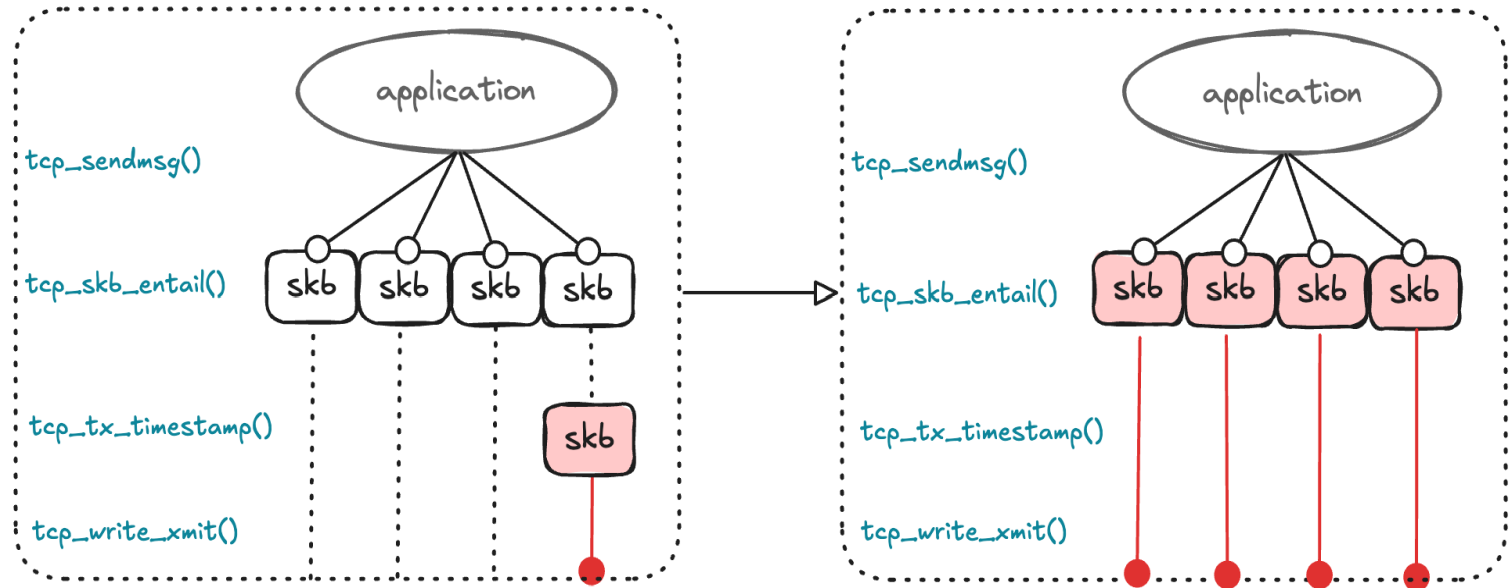 application
tcp_sendmsg()
tcp_skb_entail()
skb skb skb skb
tcp_tx_timestamp()
skb
tcp_write_xmit()
application
tcp_sendmsg()
tcp_skb_entail()
skb skb skb skb
tcp_tx_timestamp()
tcp_write_xmit()